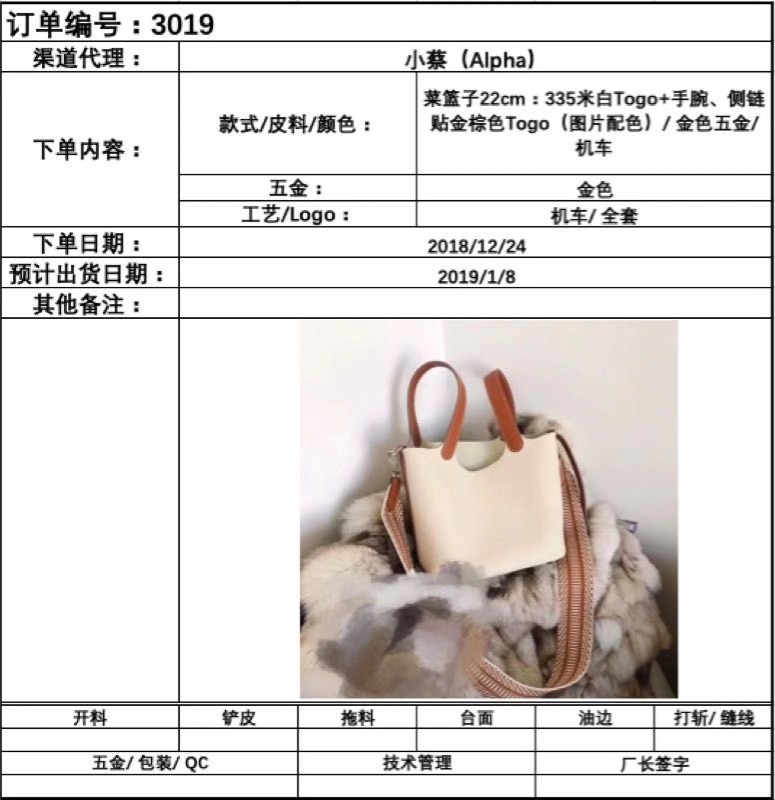 订单编号：3019
渠道代理： 小蔡（Alpha）
下单内容：
款式/皮料/颜色：
菜篮子22cm：335米白Togo+手腕、侧链
贴金棕色Togo（图片配色）/ 金色五金/
机车
五金： 金色
工艺/Logo： 机车/ 全套
下单日期： 2018/12/24
预计出货日期： 2019/1/8
其他备注：
开料 铲皮 拖料 台面 油边 打斩/ 缝线
五金/ 包装/ QC 技术管理 厂长签字